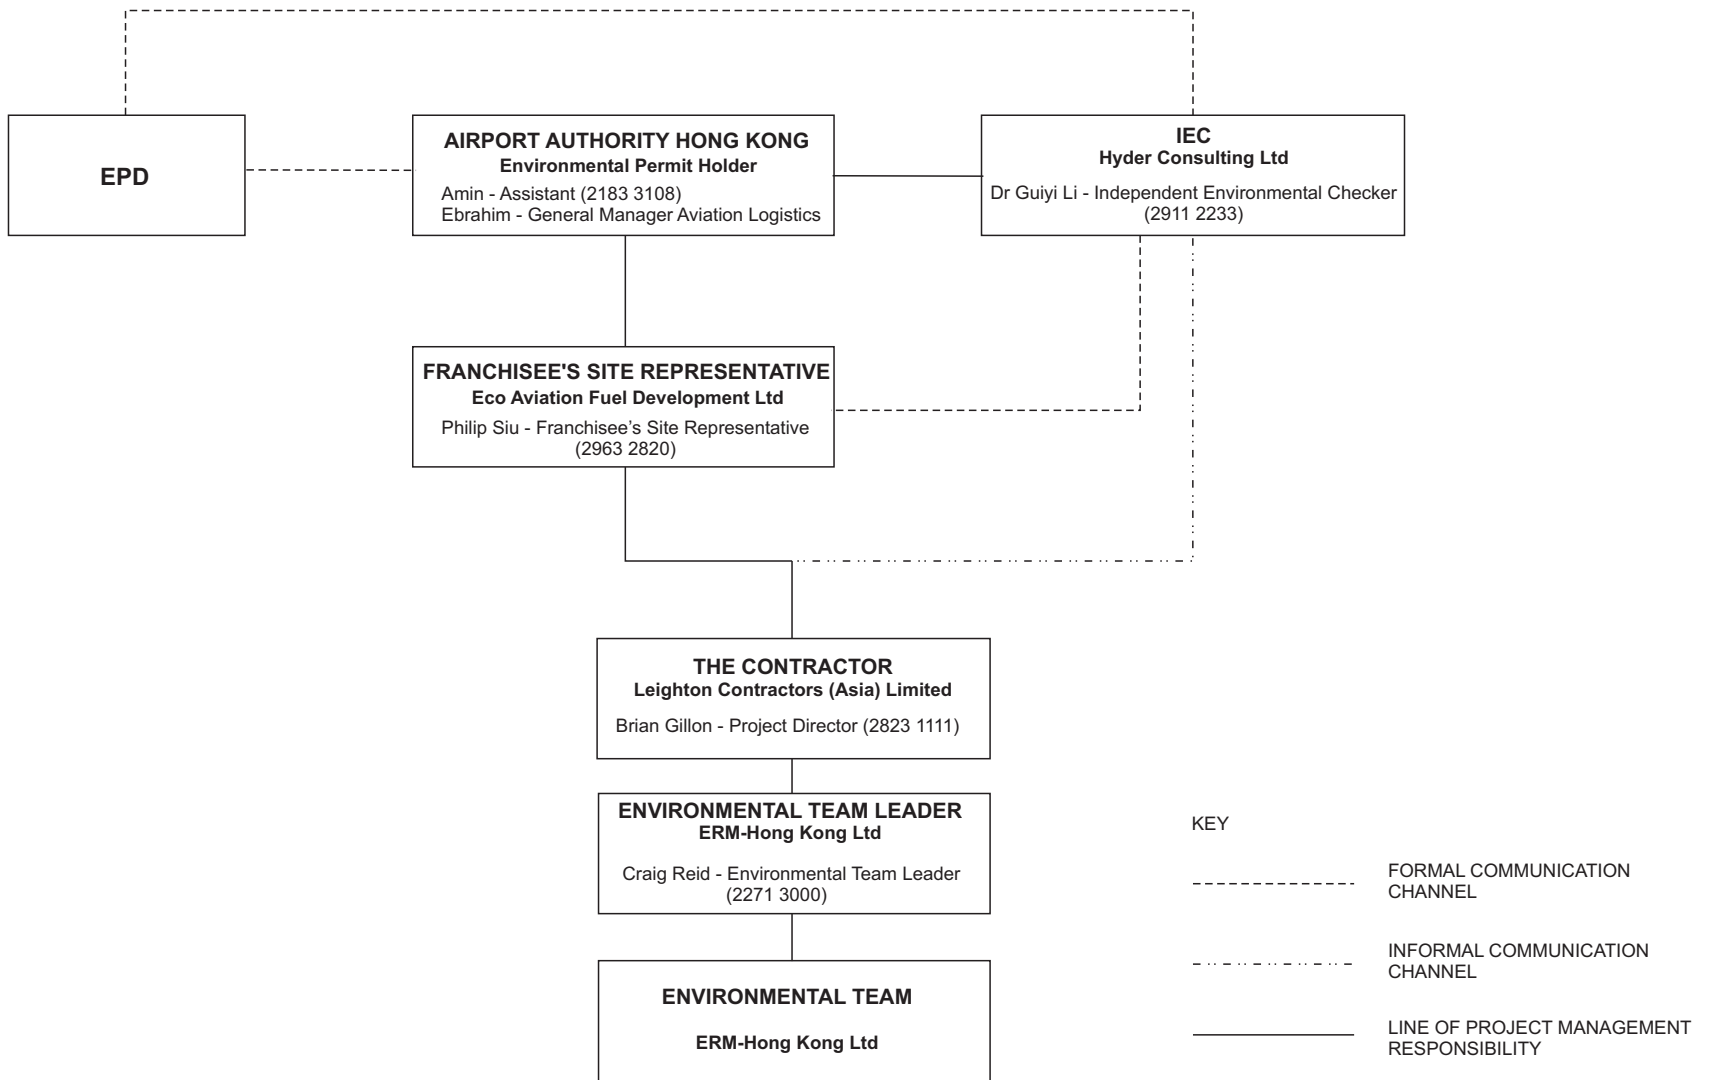 EPD
AIRPORT AUTHORITY HONG KONG
Environmental Permit Holder
Amin - Assistant (2183 3108)
Ebrahim - General Manager Aviation Logistics
IEC
Hyder Consulting Ltd
Dr Guiyi Li - Independent Environmental Checker
(2911 2233)
FRANCHISEE'S SITE REPRESENTATIVE
Eco Aviation Fuel Development Ltd
Philip Siu - Franchisee’s Site Representative
(2963 2820)
THE CONTRACTOR
Leighton Contractors (Asia) Limited
Brian Gillon - Project Director (2823 1111)
ENVIRONMENTAL TEAM LEADER
ERM-Hong Kong Ltd
Craig Reid - Environmental Team Leader
(2271 3000)
ENVIRONMENTAL TEAM
ERM-Hong Kong Ltd
KEY
FORMAL COMMUNICATION
CHANNEL
INFORMAL COMMUNICATION
CHANNEL
LINE OF PROJECT MANAGEMENT
RESPONSIBILITY